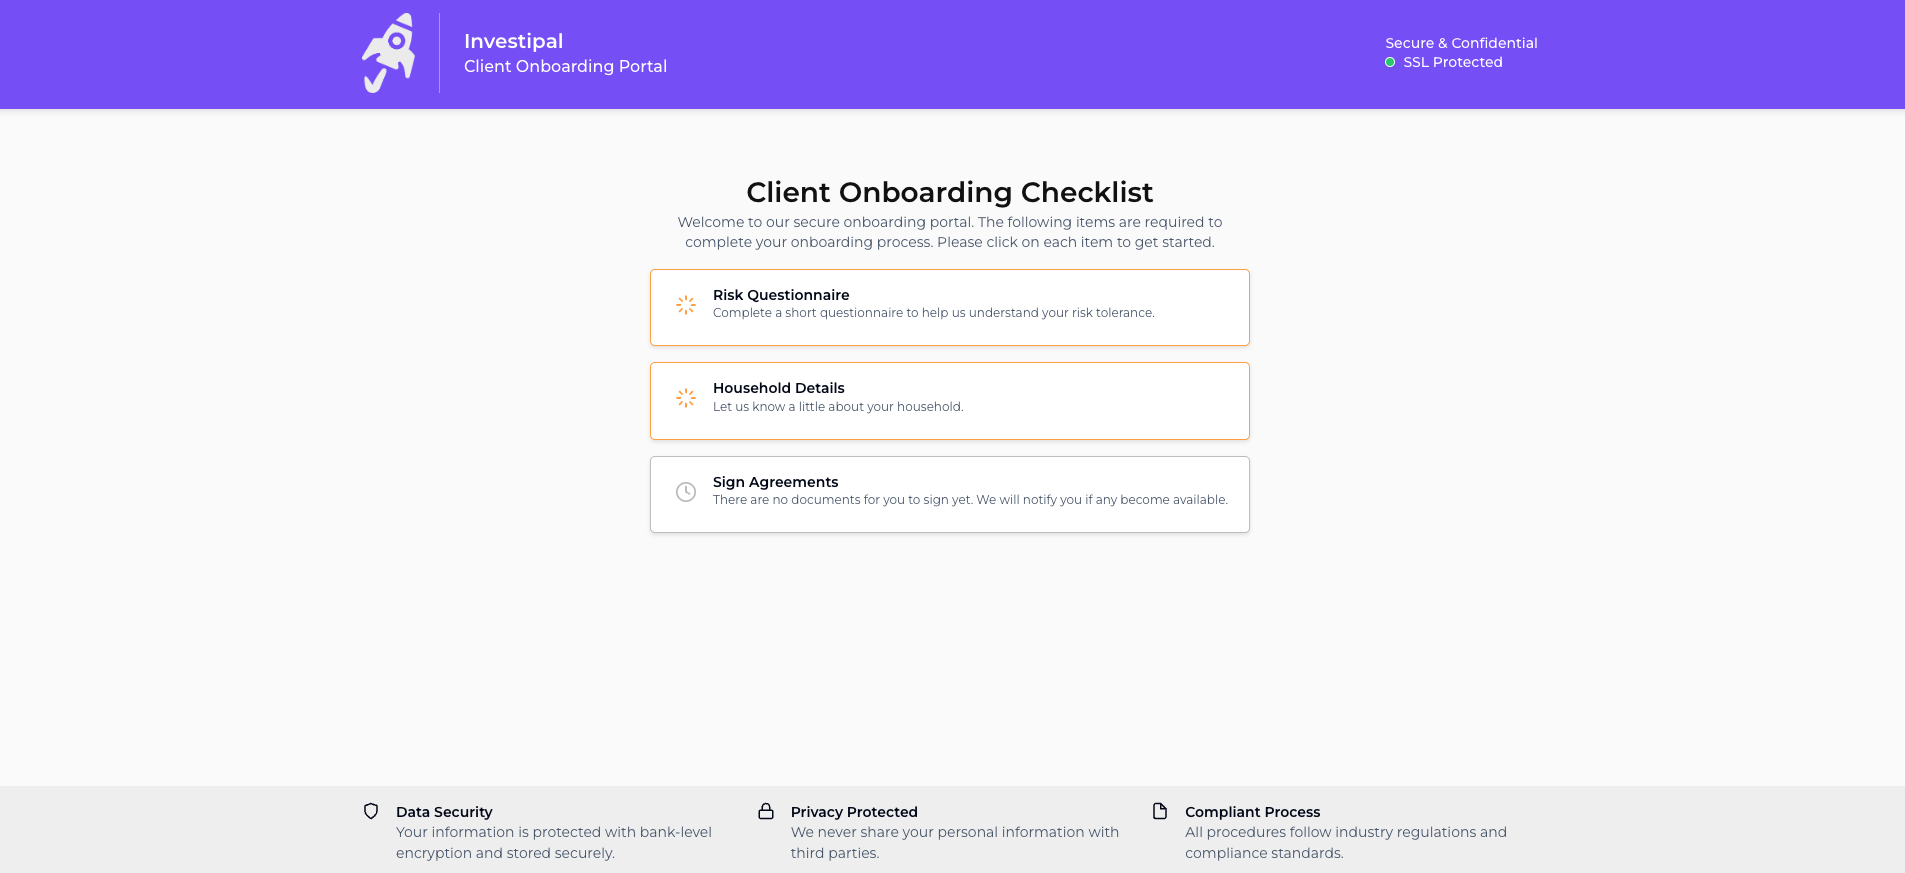 Investipal
Client Onboarding Portal
Secure & Confidential
SSL Protected
Client Onboarding Checklist
Welcome to our secure onboarding portal. The following items are required to
complete your onboarding process. Please click on each item to get started.
Risk Questionnaire
Complete a short questionnaire to help us understand your risk tolerance.
Household Details
Let us know a little about your household.
Sign Agreements
There are no documents for you to sign yet. We will notify you if any become available.
Data Security
Your information is protected with bank-level
encryption and stored securely.
Privacy Protected
We never share your personal information with
third parties.
Compliant Process
All procedures follow industry regulations and
compliance standards.